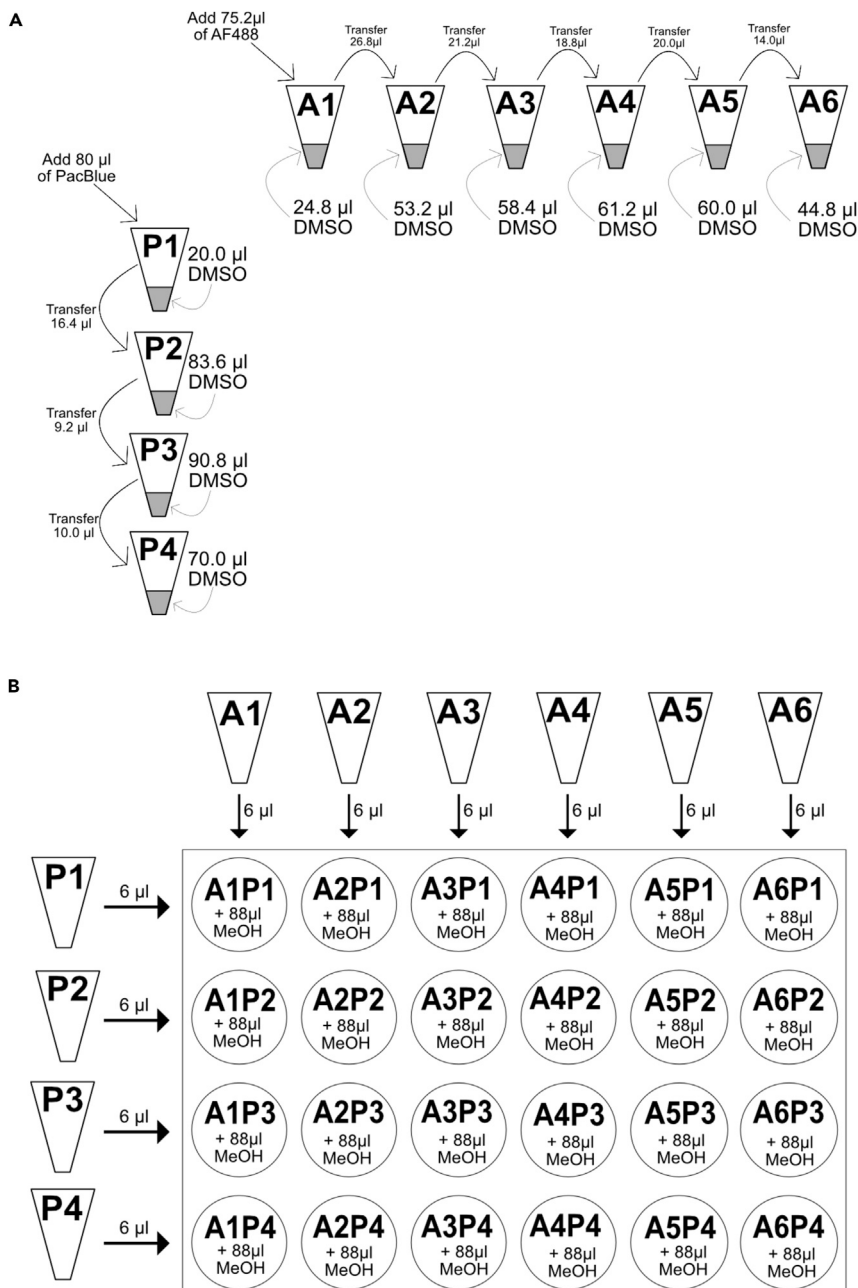 A
Add 75.2µl
of AF488
Transfer
26.8µl
Transfer
21.2µl
Transfer
18.8µl
Transfer
20.0µl
Transfer
14.0µl
A1
A2
A3
A4
A5
A6
24.8 µl
DMSO
53.2 µl
DMSO
58.4 µl
DMSO
61.2 µl
DMSO
60.0 µl
DMSO
44.8 µl
DMSO
Add 80 µl
of PacBlue
P1
20.0 µl
DMSO
Transfer
16.4 µl
P2
83.6 µl
DMSO
Transfer
9.2 µl
P3
90.8 µl
DMSO
Transfer
10.0 µl
P4
70.0 µl
DMSO
B
A1
A2
A3
A4
A5
A6
6 µl
6 µl
6 µl
6 µl
6 µl
6 µl
P1
6 µl
A1P1
+ 88µl
MeOH
A2P1
+ 88µl
MeOH
A3P1
+ 88µl
MeOH
A4P1
+ 88µl
MeOH
A5P1
+ 88µl
MeOH
A6P1
+ 88µl
MeOH
P2
6 µl
A1P2
+ 88µl
MeOH
A2P2
+ 88µl
MeOH
A3P2
+ 88µl
MeOH
A4P2
+ 88µl
MeOH
A5P2
+ 88µl
MeOH
A6P2
+ 88µl
MeOH
P3
6 µl
A1P3
+ 88µl
MeOH
A2P3
+ 88µl
MeOH
A3P3
+ 88µl
MeOH
A4P3
+ 88µl
MeOH
A5P3
+ 88µl
MeOH
A6P3
+ 88µl
MeOH
P4
6 µl
A1P4
+ 88µl
MeOH
A2P4
+ 88µl
MeOH
A3P4
+ 88µl
MeOH
A4P4
+ 88µl
MeOH
A5P4
+ 88µl
MeOH
A6P4
+ 88µl
MeOH